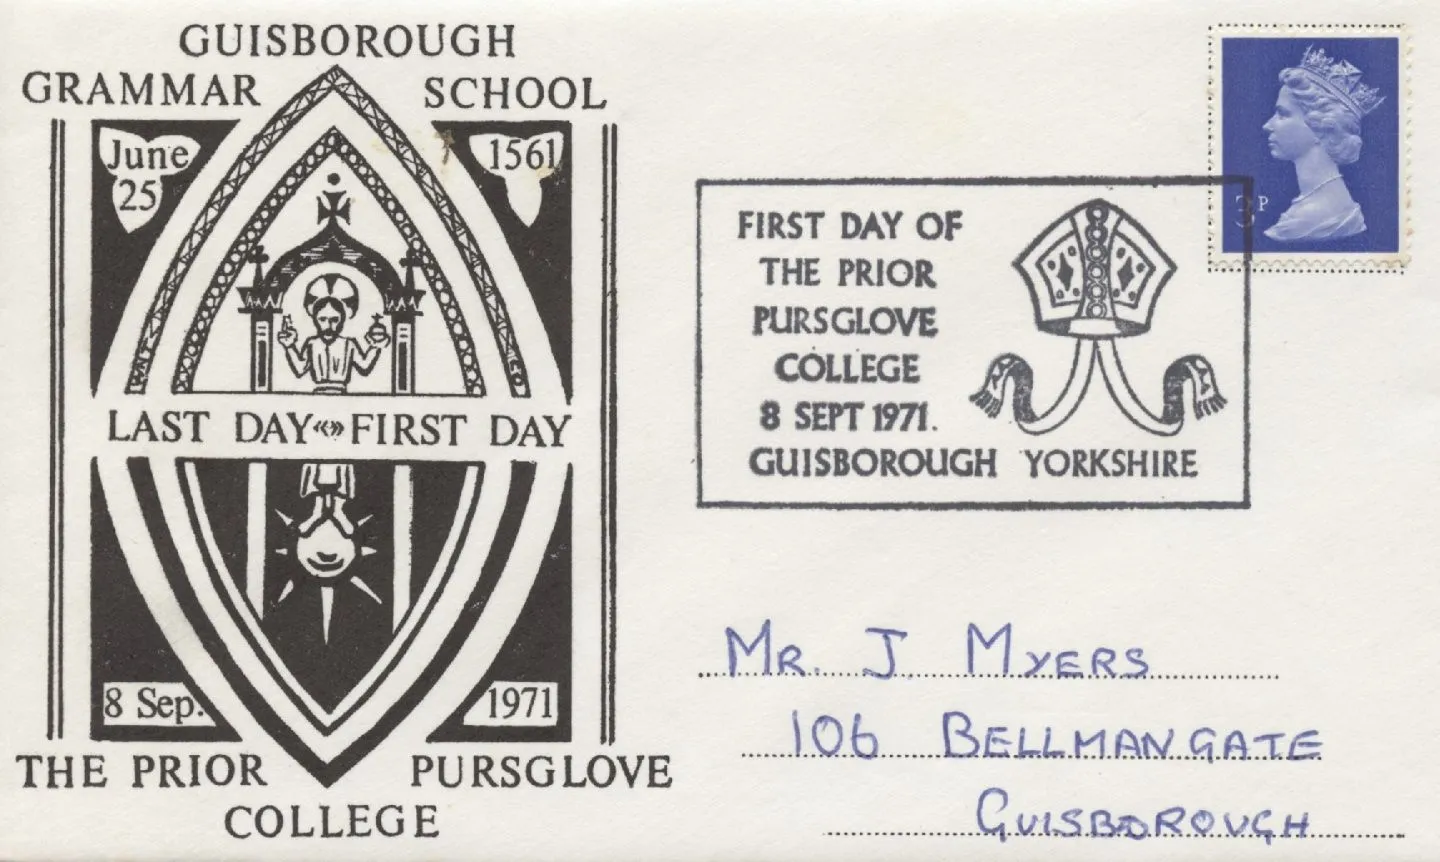 GUISBOROUGH
GRAMMAR SCHOOL
June 25
1561
LAST DAY «» FIRST DAY
8 Sep.
1971
THE PRIOR PURSGLOVE
COLLEGE
FIRST DAY OF
THE PRIOR
PURSGLOVE
COLLEGE
8 SEPT 1971.
GUISBOROUGH YORKSHIRE
3P
MR. J. MYERS
106 BELLMANGATE
GUISBOROUGH